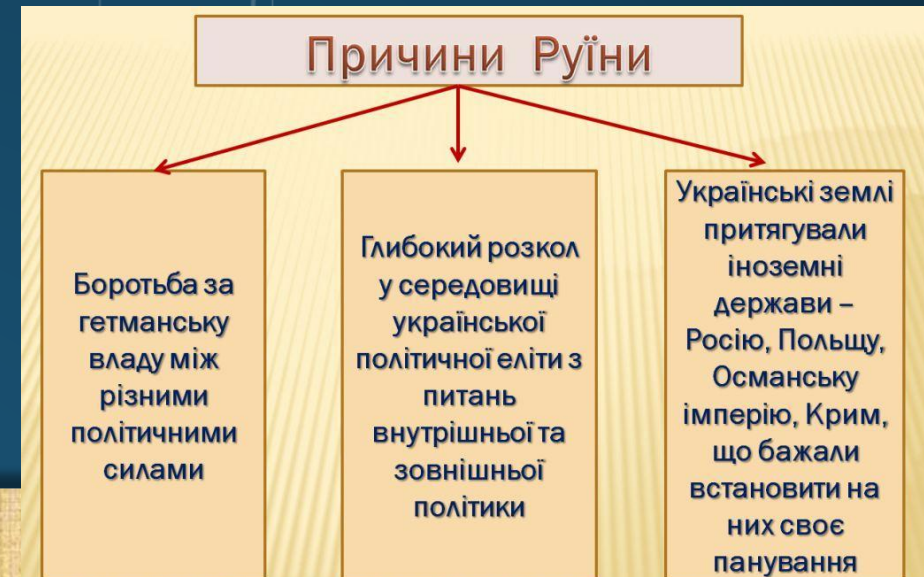 Причини Руїни
Боротьба за
гетманську
владу між
різними
політичними
силами
Глибокий розкол
у середовищі
української
політичної еліти з
питань
внутрішньої та
зовнішньої
політики
Українські землі
притягували
іноземні
держави –
Росію, Польщу,
Османську
імперію, Крим,
що бажали
встановити на
них своє
панування